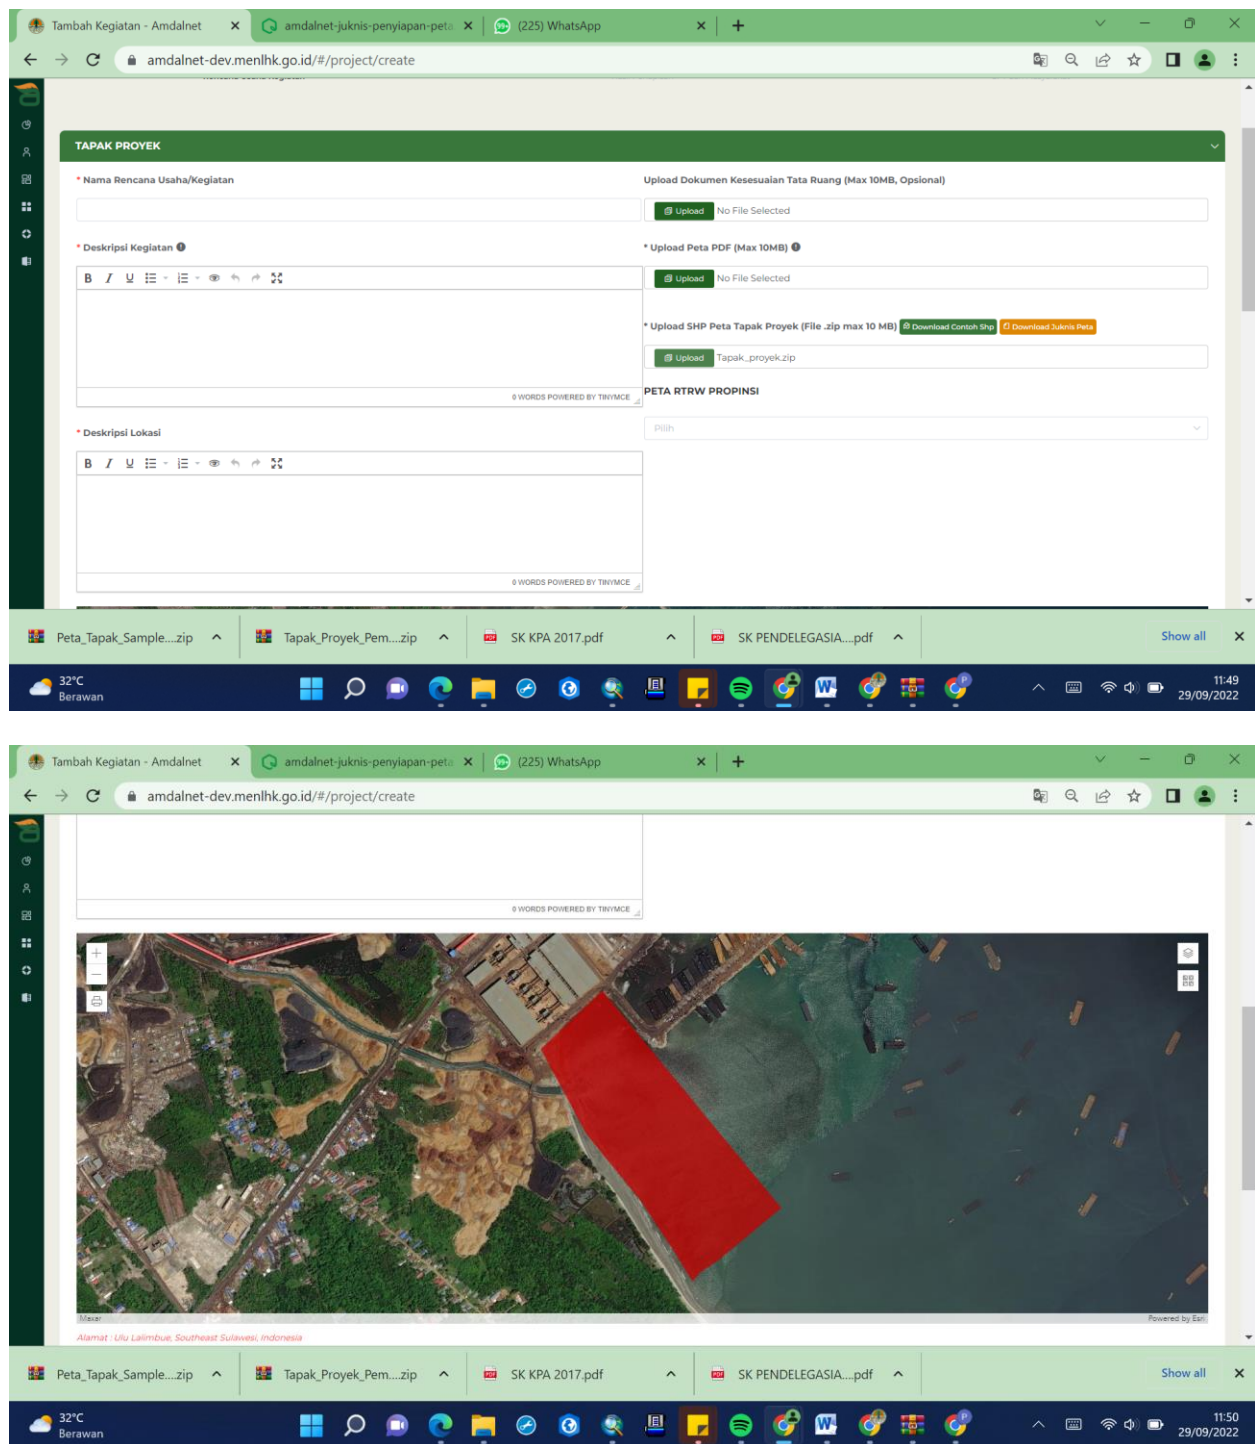 Tambah Kegiatan - Amdalnet
amdalnet-juknis-penyiapan-peta
(225) WhatsApp
amdalnet-dev.menlhk.go.id/#/project/create
TAPAK PROYEK
* Nama Rencana Usaha/Kegiatan
Upload Dokumen Kesesuaian Tata Ruang (Max 10MB, Opsional)
Upload No File Selected
* Deskripsi Kegiatan
* Upload Peta PDF (Max 10MB)
B I U
Upload No File Selected
* Upload SHP Peta Tapak Proyek (File .zip max 10 MB) Download Contoh Shp Download Juknis Peta
Upload Tapak_proyek.zip
0 WORDS POWERED BY TINYMCE
PETA RTRW PROPINSI
Pilih
* Deskripsi Lokasi
B I U
0 WORDS POWERED BY TINYMCE
Peta_Tapak_Sample....zip
Tapak_Proyek_Pem....zip
SK KPA 2017.pdf
SK PENDELEGASIA....pdf
Show all
32°C
Berawan
11:49
29/09/2022
Tambah Kegiatan - Amdalnet
amdalnet-juknis-penyiapan-peta
(225) WhatsApp
amdalnet-dev.menlhk.go.id/#/project/create
0 WORDS POWERED BY TINYMCE
Maxar
Powered by Esri
Alamat : Ulu Lalimbue, Southeast Sulawesi, Indonesia
Peta_Tapak_Sample....zip
Tapak_Proyek_Pem....zip
SK KPA 2017.pdf
SK PENDELEGASIA....pdf
Show all
32°C
Berawan
11:50
29/09/2022